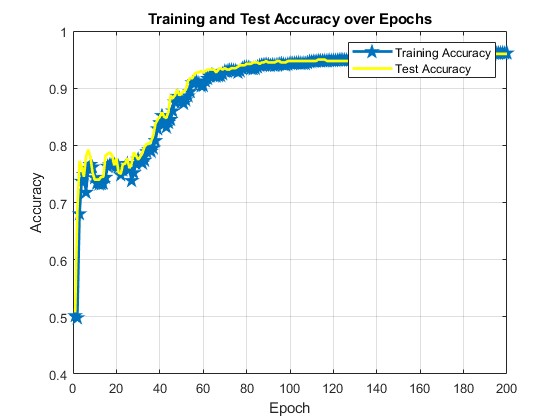 Training and Test Accuracy over Epochs
1
0.9
0.8
0.7
0.6
0.5
0.4
Accuracy
Training Accuracy
Test Accuracy
0 20 40 60 80 100 120 140 160 180 200
Epoch